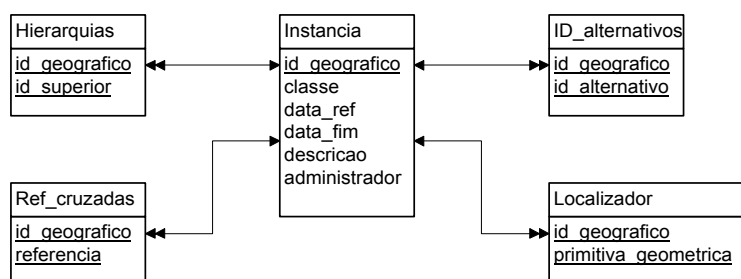 Hierarquias
id_geografico
id_superior
Instancia
id_geografico
classe
data_ref
data_fim
descricao
administrador
ID_alternativos
id_geografico
id_alternativo
Ref_cruzadas
id_geografico
referencia
Localizador
id_geografico
primitiva_geometrica